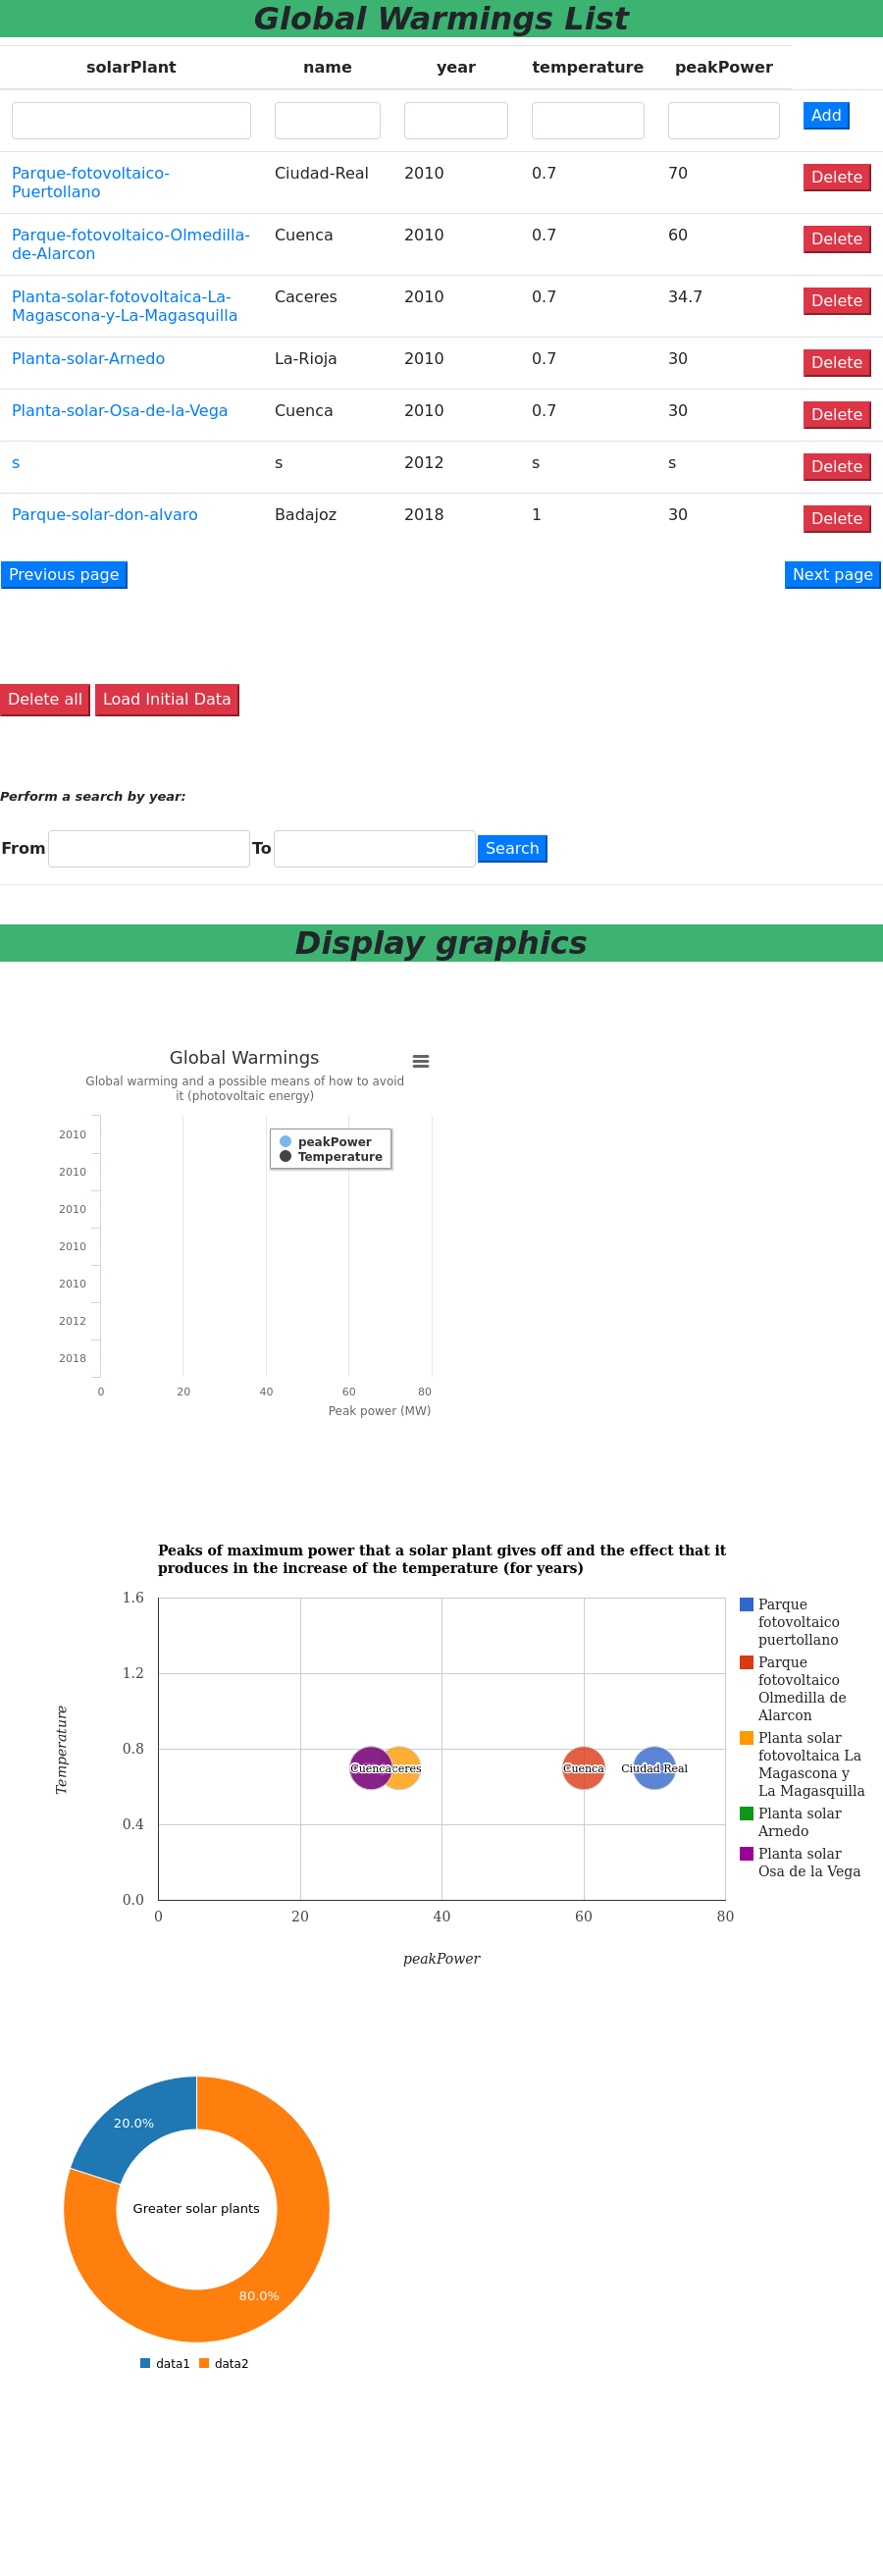 Global Warmings List
solarPlant name year temperature peakPower
Add
Parque-fotovoltaico-
Puertollano
Ciudad-Real 2010 0.7 70 Delete
Parque-fotovoltaico-Olmedilla-
de-Alarcon
Cuenca 2010 0.7 60 Delete
Planta-solar-fotovoltaica-La-
Magascona-y-La-Magasquilla
Caceres 2010 0.7 34.7 Delete
Planta-solar-Arnedo La-Rioja 2010 0.7 30 Delete
Planta-solar-Osa-de-la-Vega Cuenca 2010 0.7 30 Delete
s s 2012 s s Delete
Parque-solar-don-alvaro Badajoz 2018 1 30 Delete
Previous page Next page
Delete all Load Initial Data
Perform a search by year:
From To Search
Display graphics
Global Warmings
Global warming and a possible means of how to avoid
it (photovoltaic energy)
peakPower
Temperature
2010
2010
2010
2010
2010
2012
2018
0 20 40 60 80
Peak power (MW)
Peaks of maximum power that a solar plant gives off and the effect that it
produces in the increase of the temperature (for years)
1.6
1.2
0.8
0.4
0.0
Temperature
Cuenca ceres Cuenca Ciudad Real
0 20 40 60 80
peakPower
Parque
fotovoltaico
puertollano
Parque
fotovoltaico
Olmedilla de
Alarcon
Planta solar
fotovoltaica La
Magascona y
La Magasquilla
Planta solar
Arnedo
Planta solar
Osa de la Vega
20.0%
Greater solar plants
80.0%
data1 data2